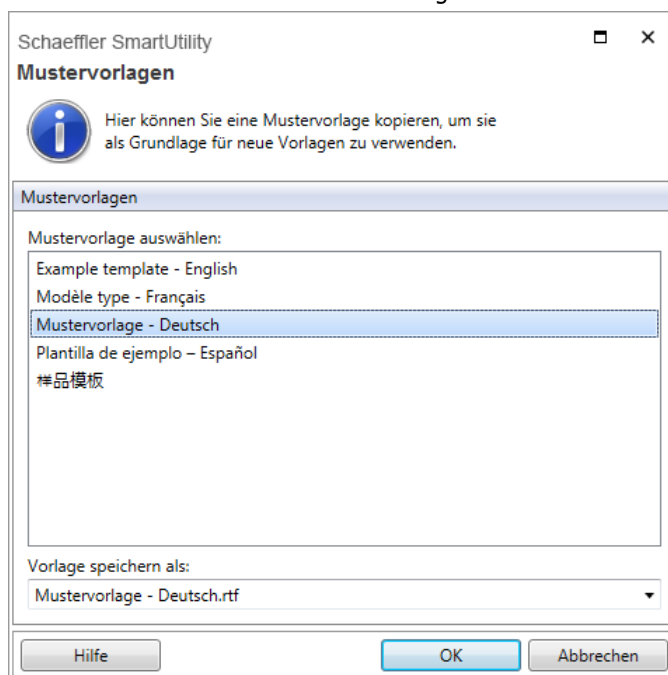 Schaeffler SmartUtility
Mustervorlagen
Hier können Sie eine Mustervorlage kopieren, um sie
als Grundlage für neue Vorlagen zu verwenden.
Mustervorlagen
Mustervorlage auswählen:
Example template - English
Modèle type - Français
Mustervorlage - Deutsch
Plantilla de ejemplo – Español
样品模板
Vorlage speichern als:
Mustervorlage - Deutsch.rtf
Hilfe OK Abbrechen